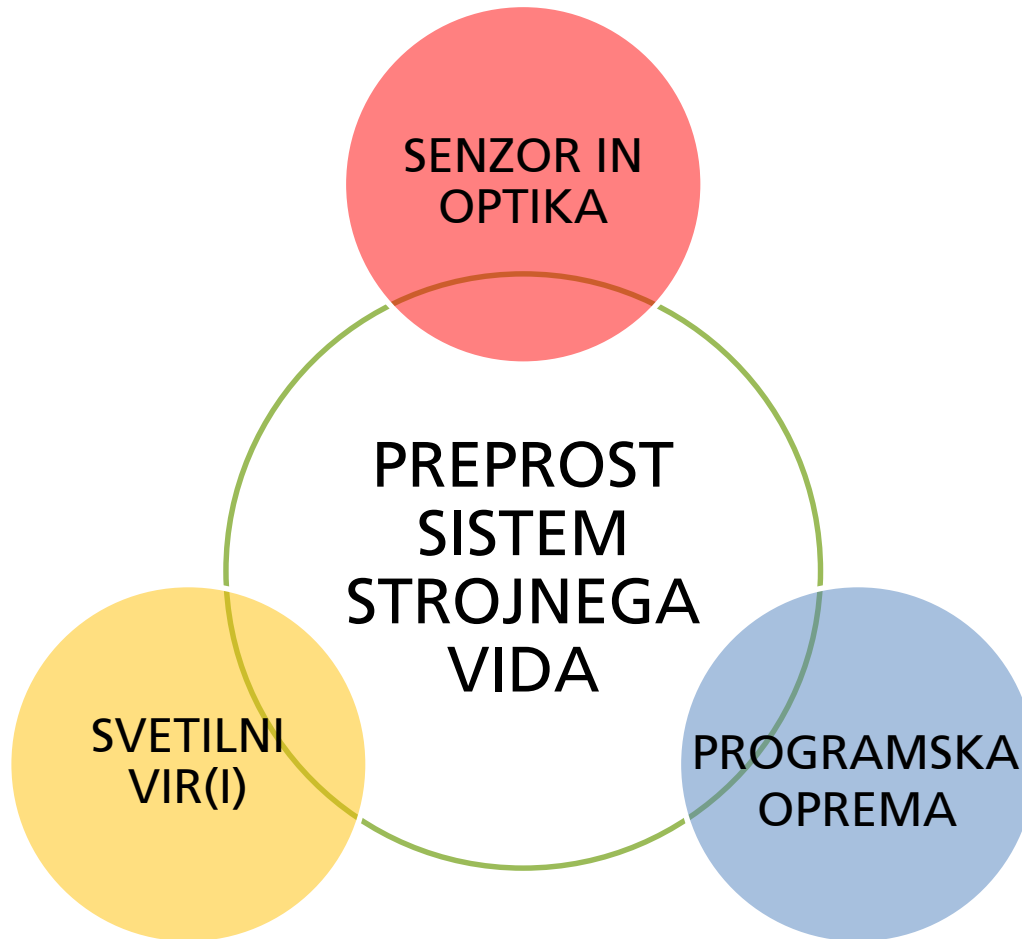 SENZOR IN
OPTIKA
PREPROST
SISTEM
STROJNEGA
VIDA
SVETILNI
VIR(I)
PROGRAMSKA
OPREMA